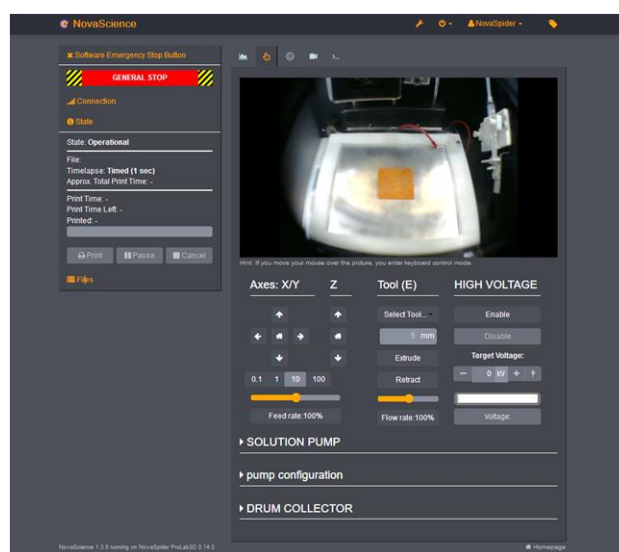 NovaScience
NovaSpider
Software Emergency Stop Button
GENERAL STOP
Connection
State
State: Operational
File:
Timelapse: Timed (1 sec)
Approx. Total Print Time: -
Print Time: -
Print Time Left: -
Printed: -
Print Pause Cancel
Files
Hint: If you move your mouse over the picture, you enter keyboard control mode.
Axes: X/Y Z Tool (E) HIGH VOLTAGE
Select Tool... Enable
5 mm Disable
Extrude Target Voltage:
0.1 1 10 100 Retract 0 kV
Feed rate:100% Flow rate:100% Voltage:
SOLUTION PUMP
pump configuration
DRUM COLLECTOR
NovaScience 1.3.9 running on NovaSpider ProLab3D 3.14.0
Homepage